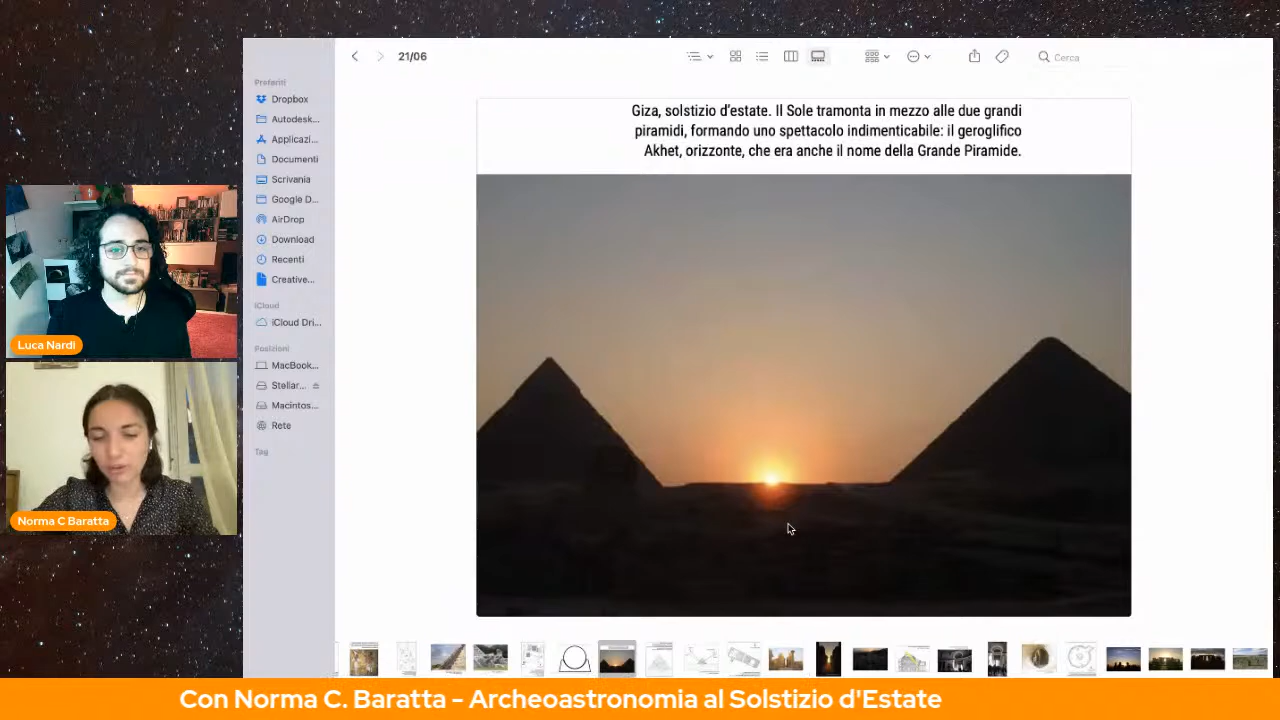 21/06
Cerca
Preferiti
Dropbox
Autodesk...
Applicazi...
Documenti
Scrivania
Google D...
AirDrop
Download
Recenti
Creative...
iCloud
iCloud Dri...
Posizioni
MacBook...
Stellar...
Macintos...
Rete
Tag
Giza, solstizio d'estate. Il Sole tramonta in mezzo alle due grandi
piramidi, formando uno spettacolo indimenticabile: il geroglifico
Akhet, orizzonte, che era anche il nome della Grande Piramide.
Luca Nardi
Norma C Baratta
Con Norma C. Baratta - Archeoastronomia al Solstizio d'Estate